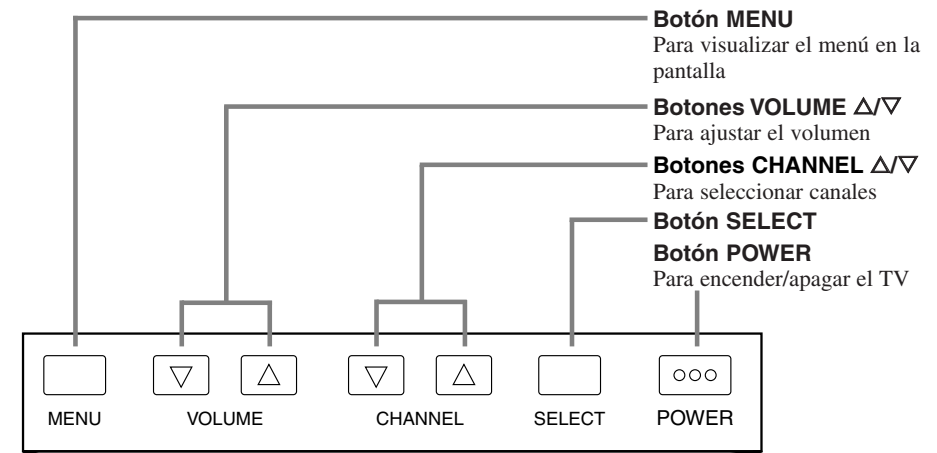 Botón MENU
Para visualizar el menú en la
pantalla
Botones VOLUME △/▽
Para ajustar el volumen
Botones CHANNEL △/▽
Para seleccionar canales
Botón SELECT
Botón POWER
Para encender/apagar el TV
MENU VOLUME CHANNEL SELECT POWER